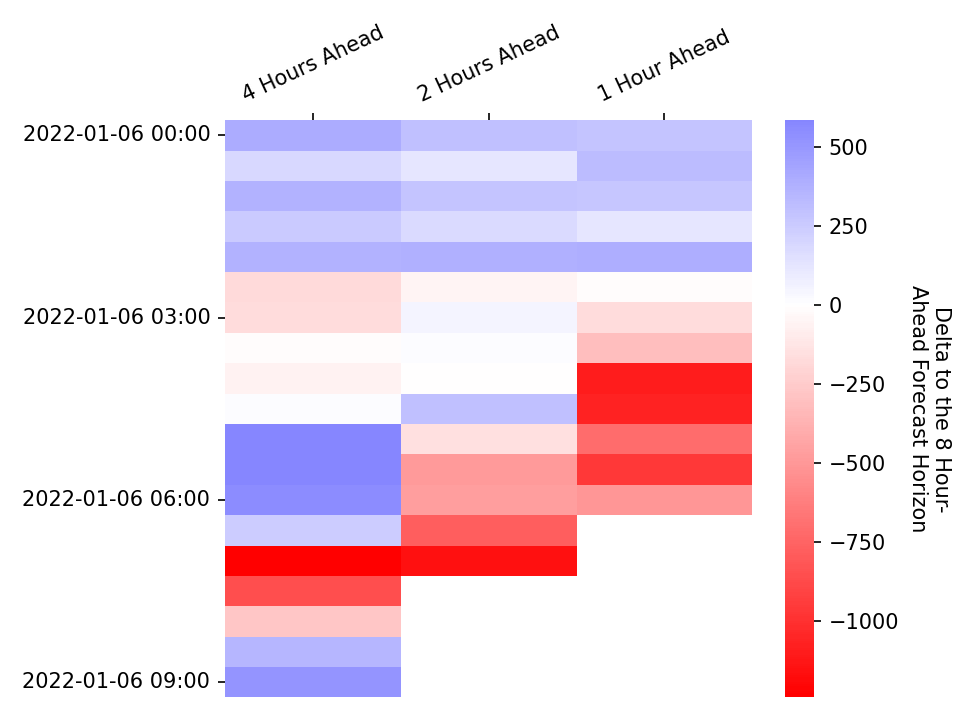 4 Hours Ahead
2 Hours Ahead
1 Hour Ahead
2022-01-06 00:00
2022-01-06 03:00
2022-01-06 06:00
2022-01-06 09:00
500
250
0
−250
−500
−750
−1000
Delta to the 8 Hour-
Ahead Forecast Horizon